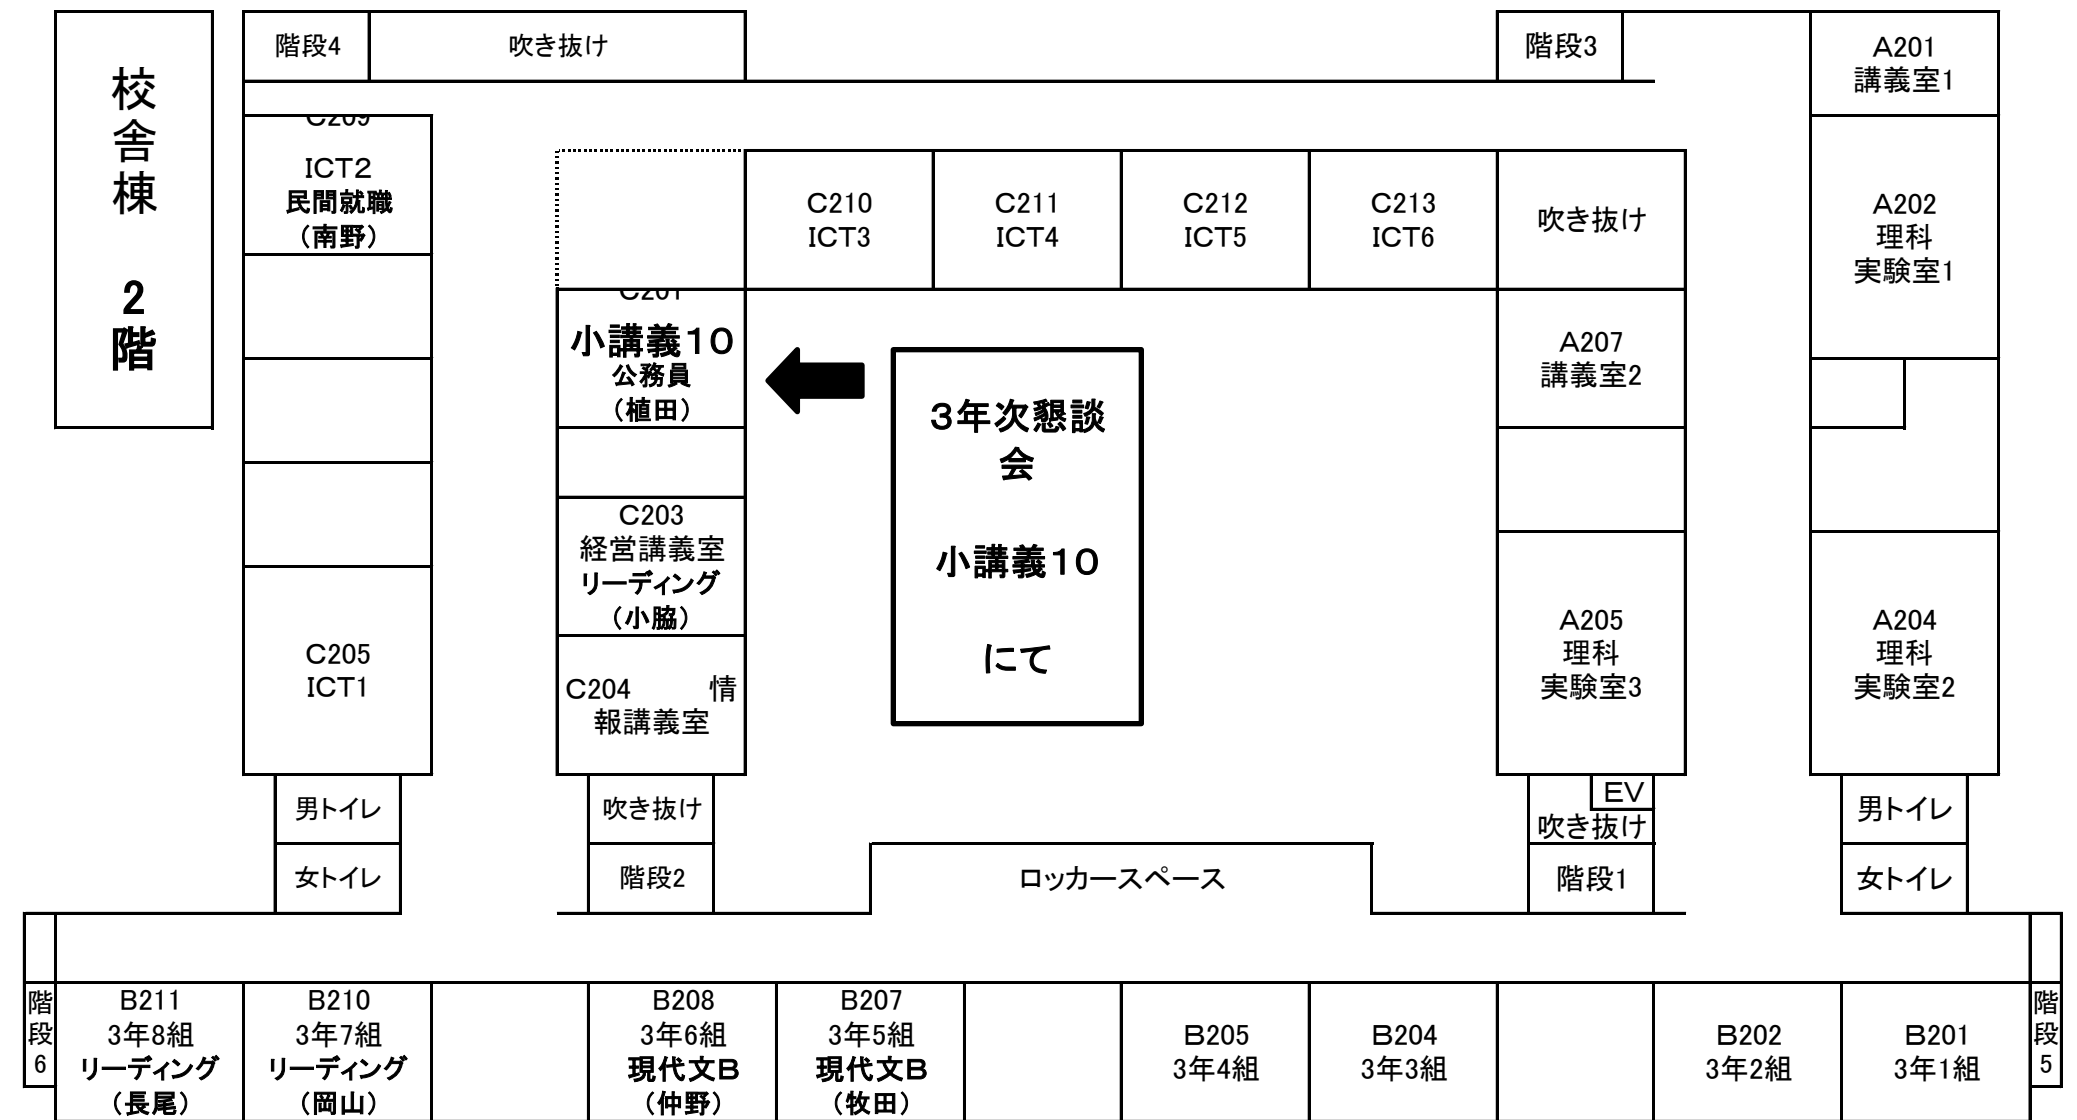 校舎棟 2階
階段4
吹き抜け
階段3
A201
講義室1
C209
ICT2
民間就職
（南野）
C210
ICT3
C211
ICT4
C212
ICT5
C213
ICT6
吹き抜け
A202
理科
実験室1
C201
小講義10
公務員
（植田）
3年次懇談
会
小講義10
にて
A207
講義室2
C203
経営講義室
リーディング
（小脇）
C205
ICT1
C204 情
報講義室
A205
理科
実験室3
A204
理科
実験室2
男トイレ
吹き抜け
EV
吹き抜け
男トイレ
女トイレ
階段2
ロッカースペース
階段1
女トイレ
階段6
B211
3年8組
リーディング
（長尾）
B210
3年7組
リーディング
（岡山）
B208
3年6組
現代文B
（仲野）
B207
3年5組
現代文B
（牧田）
B205
3年4組
B204
3年3組
B202
3年2組
B201
3年1組
階段5